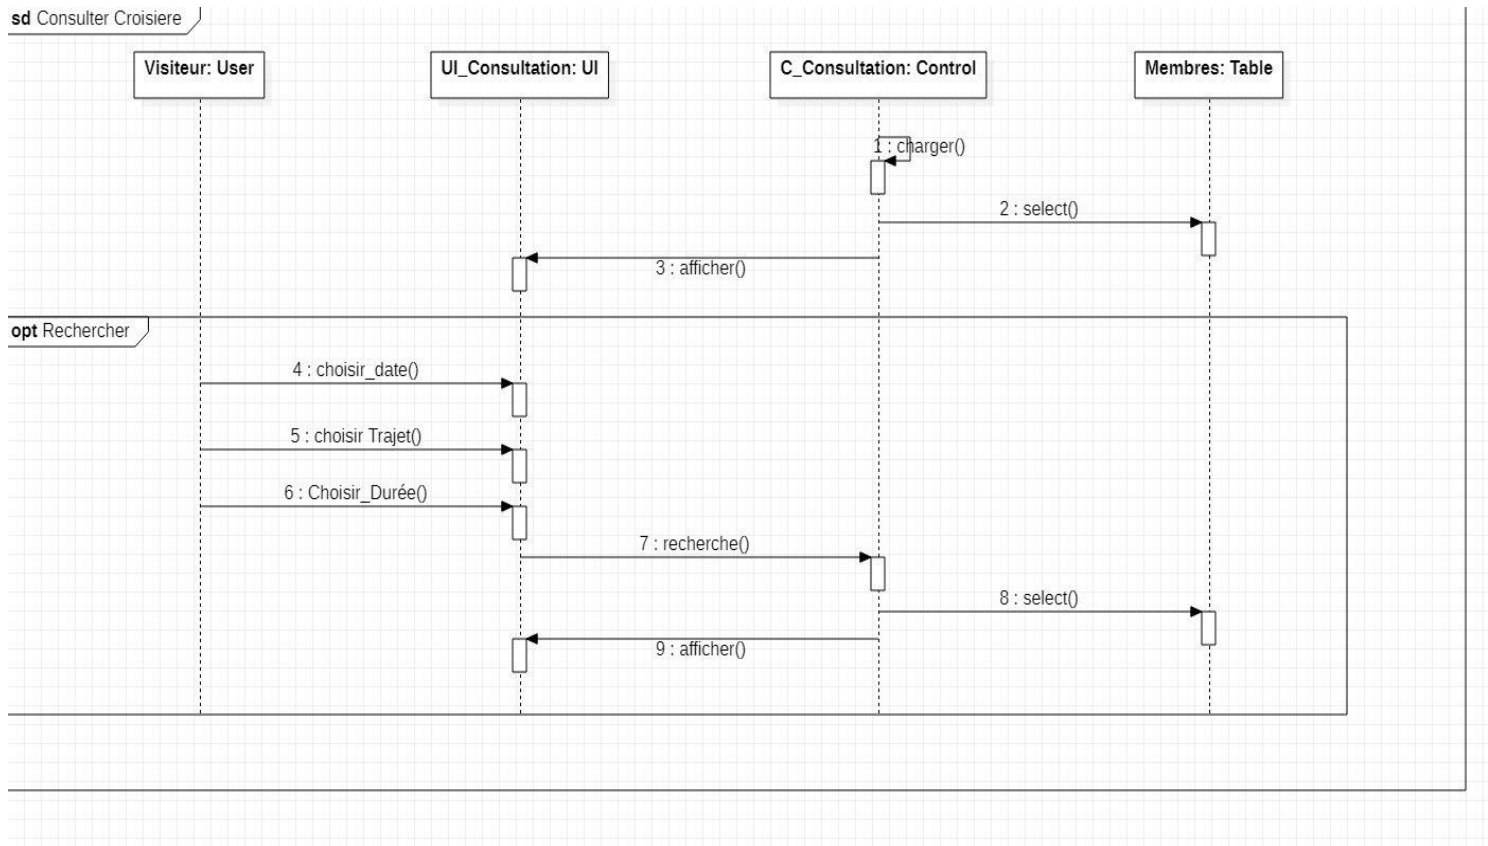 sd Consulter Croisiere
Visiteur: User
UI_Consultation: UI
C_Consultation: Control
Membres: Table
1 : charger()
2 : select()
3 : afficher()
opt Rechercher
4 : choisir_date()
5 : choisir Trajet()
6 : Choisir_Durée()
7 : recherche()
8 : select()
9 : afficher()